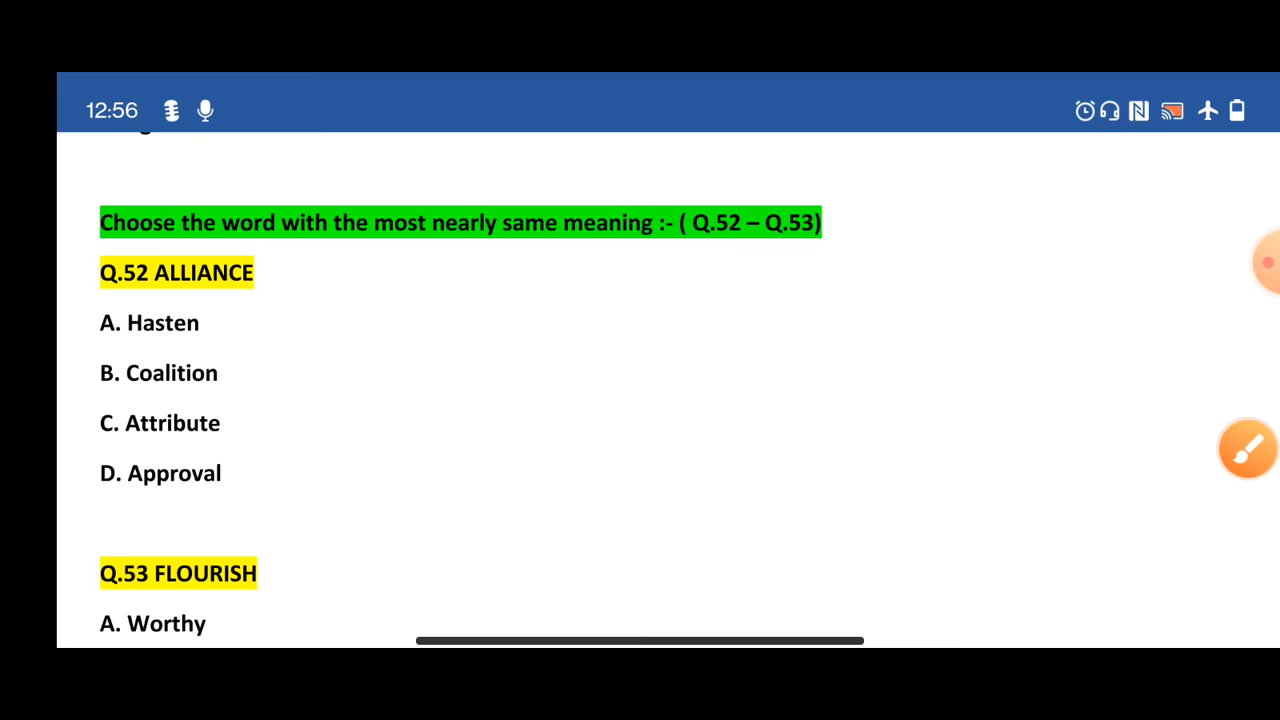 12:56
Choose the word with the most nearly same meaning :- ( Q.52 – Q.53)
Q.52 ALLIANCE
A. Hasten
B. Coalition
C. Attribute
D. Approval
Q.53 FLOURISH
A. Worthy